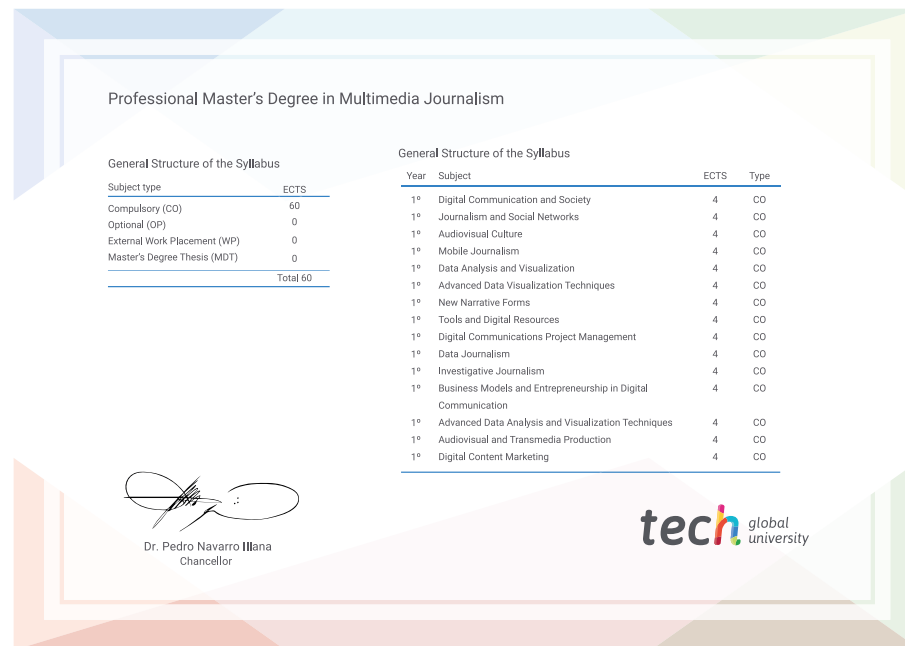 Professional Master's Degree in Multimedia Journalism
General Structure of the Syllabus
Subject type ECTS
Compulsory (CO) 60
Optional (OP) 0
External Work Placement (WP) 0
Master's Degree Thesis (MDT) 0
Total 60
General Structure of the Syllabus
Year Subject ECTS Type
1º Digital Communication and Society 4 CO
1º Journalism and Social Networks 4 CO
1º Audiovisual Culture 4 CO
1º Mobile Journalism 4 CO
1º Data Analysis and Visualization 4 CO
1º Advanced Data Visualization Techniques 4 CO
1º New Narrative Forms 4 CO
1º Tools and Digital Resources 4 CO
1º Digital Communications Project Management 4 CO
1º Data Journalism 4 CO
1º Investigative Journalism 4 CO
1º Business Models and Entrepreneurship in Digital 4 CO
Communication
1º Advanced Data Analysis and Visualization Techniques 4 CO
1º Audiovisual and Transmedia Production 4 CO
1º Digital Content Marketing 4 CO
Dr. Pedro Navarro Illana
Chancellor
tech global
university